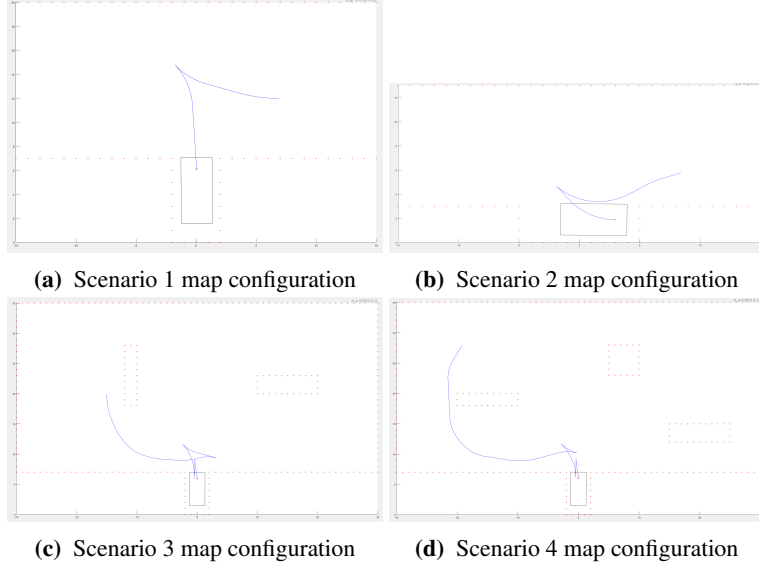 (a) Scenario 1 map configuration
(b) Scenario 2 map configuration
(c) Scenario 3 map configuration
(d) Scenario 4 map configuration